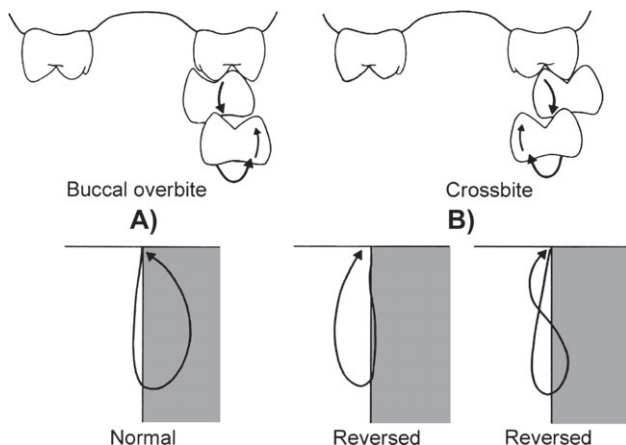 Buccal overbite
Crossbite
A)
B)
Normal
Reversed
Reversed